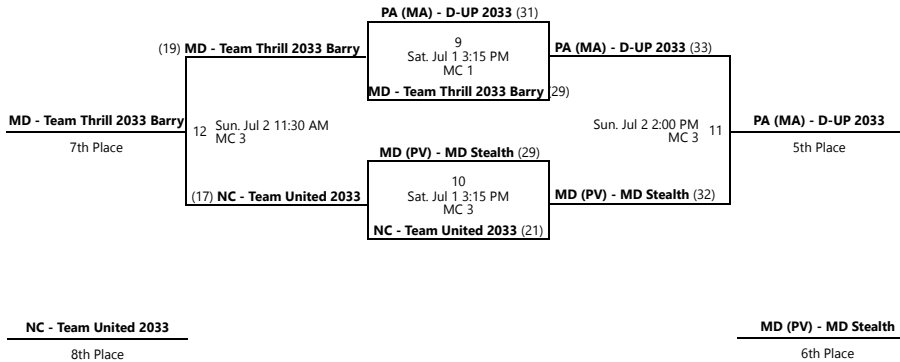 PA (MA) - D-UP 2033 (31)
(19) MD - Team Thrill 2033 Barry
9
Sat. Jul 1 3:15 PM
MC 1
PA (MA) - D-UP 2033 (33)
MD - Team Thrill 2033 Barry (29)
MD - Team Thrill 2033 Barry
7th Place
12 Sun. Jul 2 11:30 AM
MC 3
Sun. Jul 2 2:00 PM 11
MC 3
PA (MA) - D-UP 2033
5th Place
MD (PV) - MD Stealth (29)
(17) NC - Team United 2033
10
Sat. Jul 1 3:15 PM
MC 3
MD (PV) - MD Stealth (32)
NC - Team United 2033 (21)
NC - Team United 2033
8th Place
MD (PV) - MD Stealth
6th Place